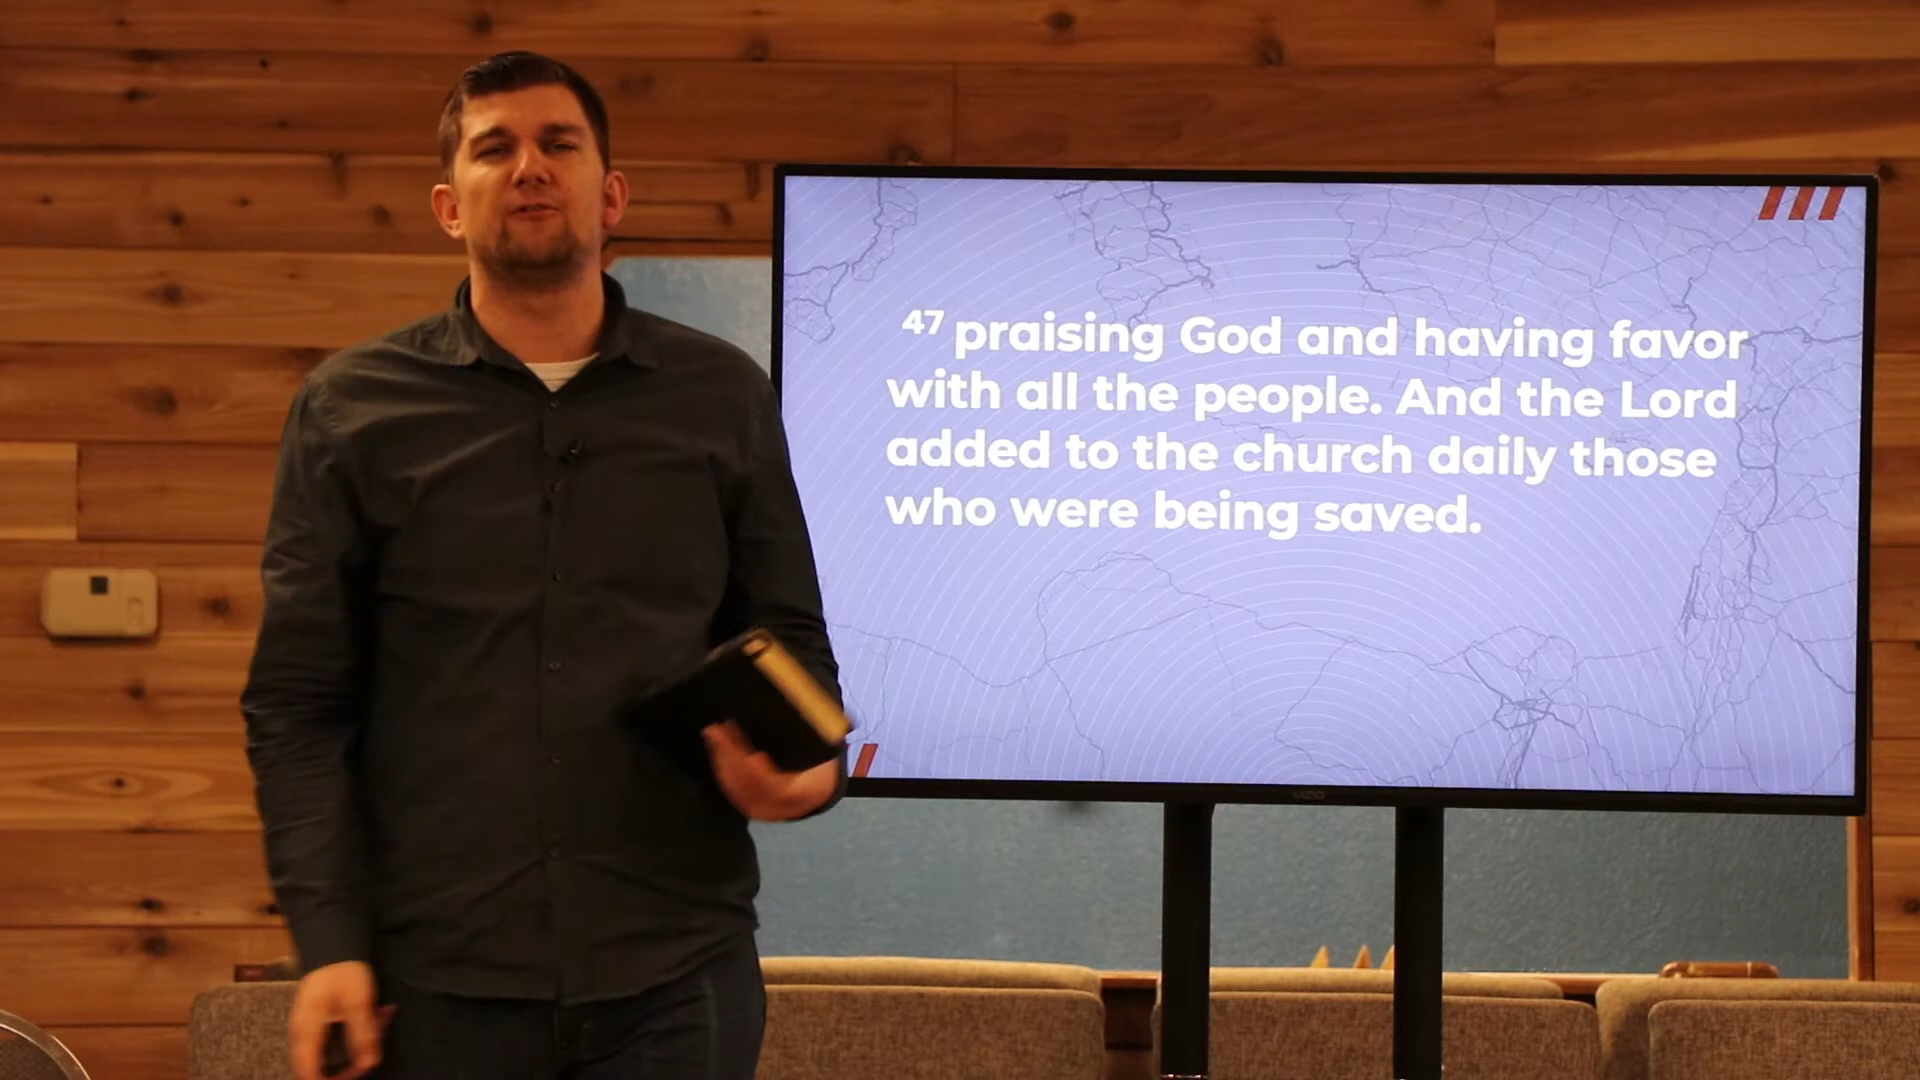 47 praising God and having favor
with all the people. And the Lord
added to the church daily those
who were being saved.
VIZIO